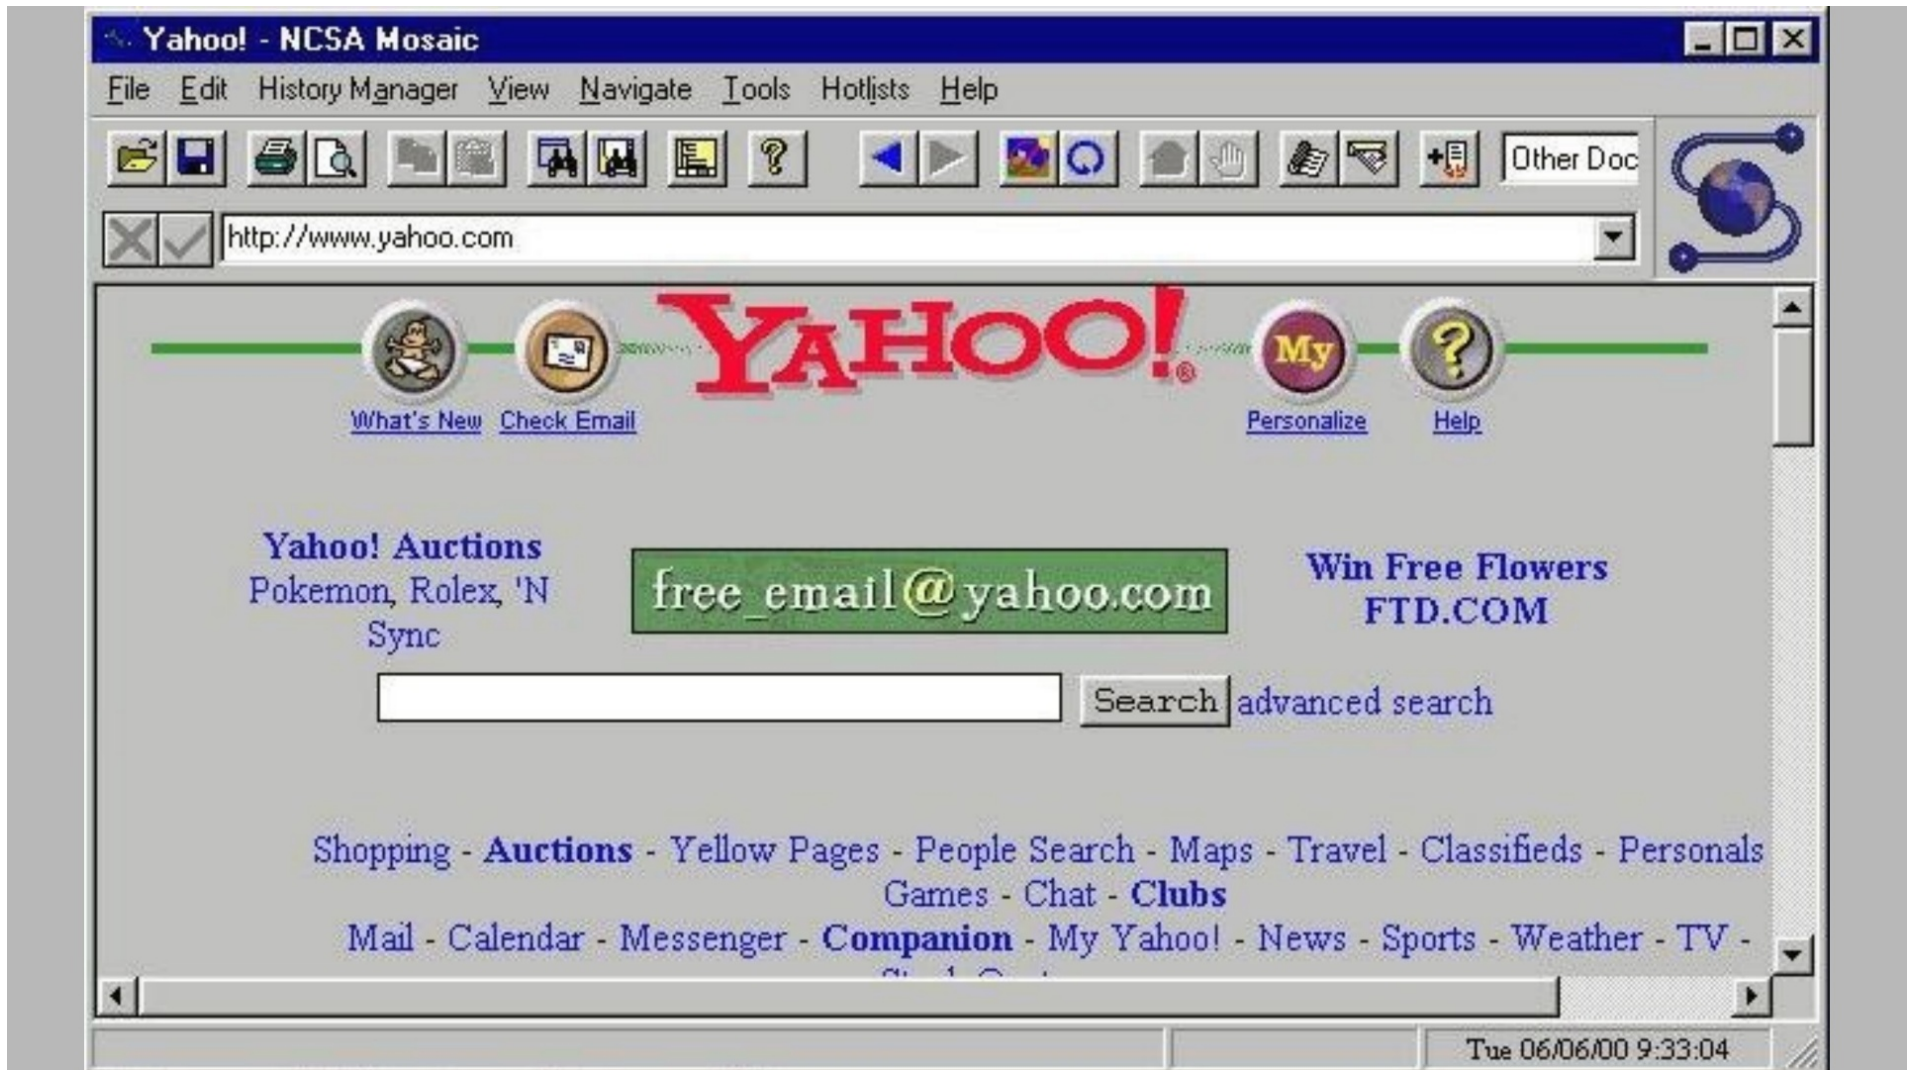 Yahoo! - NCSA Mosaic
File Edit History Manager View Navigate Tools Hotlists Help
Other Doc
http://www.yahoo.com
YAHOO!®
My
What's New Check Email Personalize Help
Yahoo! Auctions
Pokemon, Rolex, 'N
Sync
free_email@yahoo.com
Win Free Flowers
FTD.COM
Search advanced search
Shopping - Auctions - Yellow Pages - People Search - Maps - Travel - Classifieds - Personals
Games - Chat - Clubs
Mail - Calendar - Messenger - Companion - My Yahoo! - News - Sports - Weather - TV -
Tue 06/06/00 9:33:04